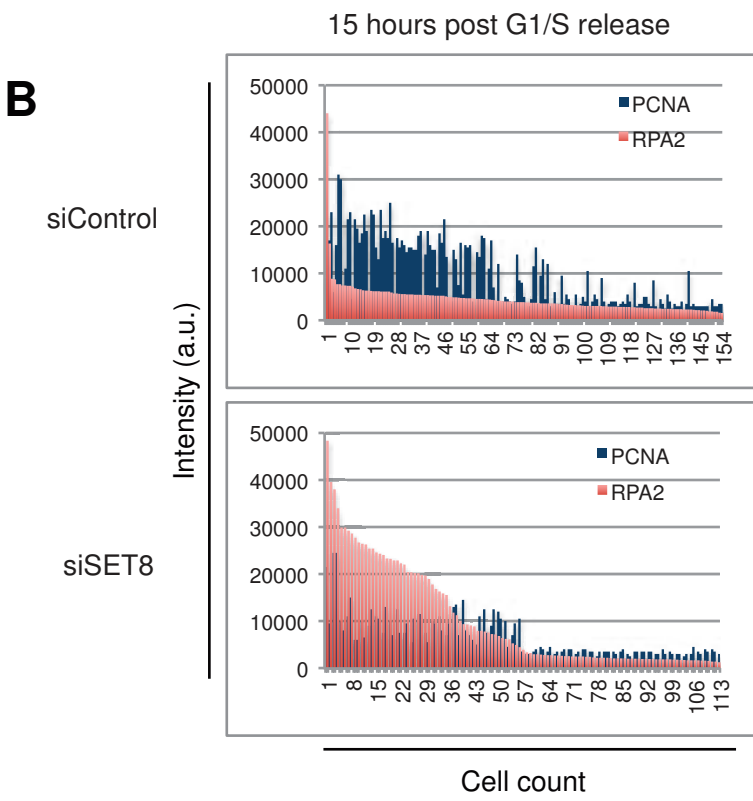 15 hours post G1/S release
B
siControl
50000
40000
30000
20000
10000
0
PCNA
RPA2
1 10 19 28 37 46 55 64 73 82 91 100 109 118 127 136 145 154
Intensity (a.u.)
siSET8
50000
40000
30000
20000
10000
0
PCNA
RPA2
1 8 15 22 29 36 43 50 57 64 71 78 85 92 99 106 113
Cell count